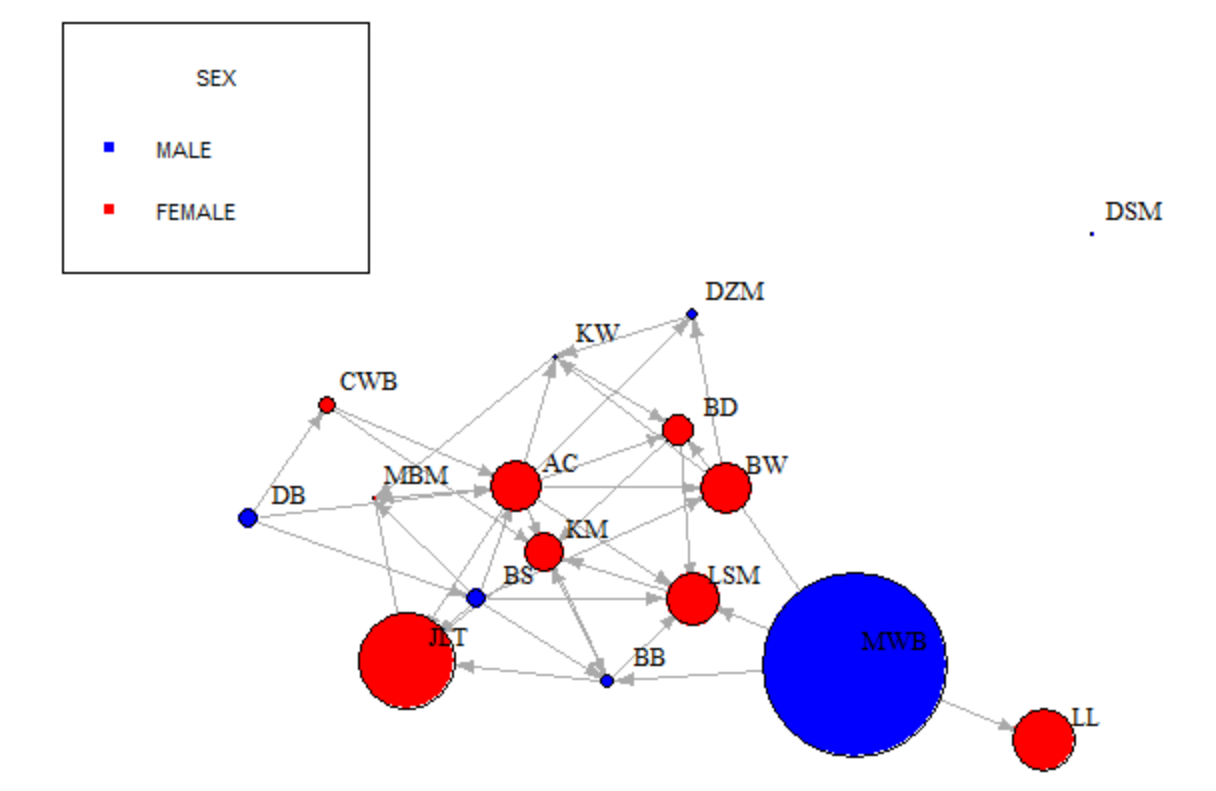 SEX
MALE
FEMALE
DSM
DZM
KW
CWB
BD
AC
BW
MBM
DB
KM
BS
LSM
JLT
MWB
BB
LL